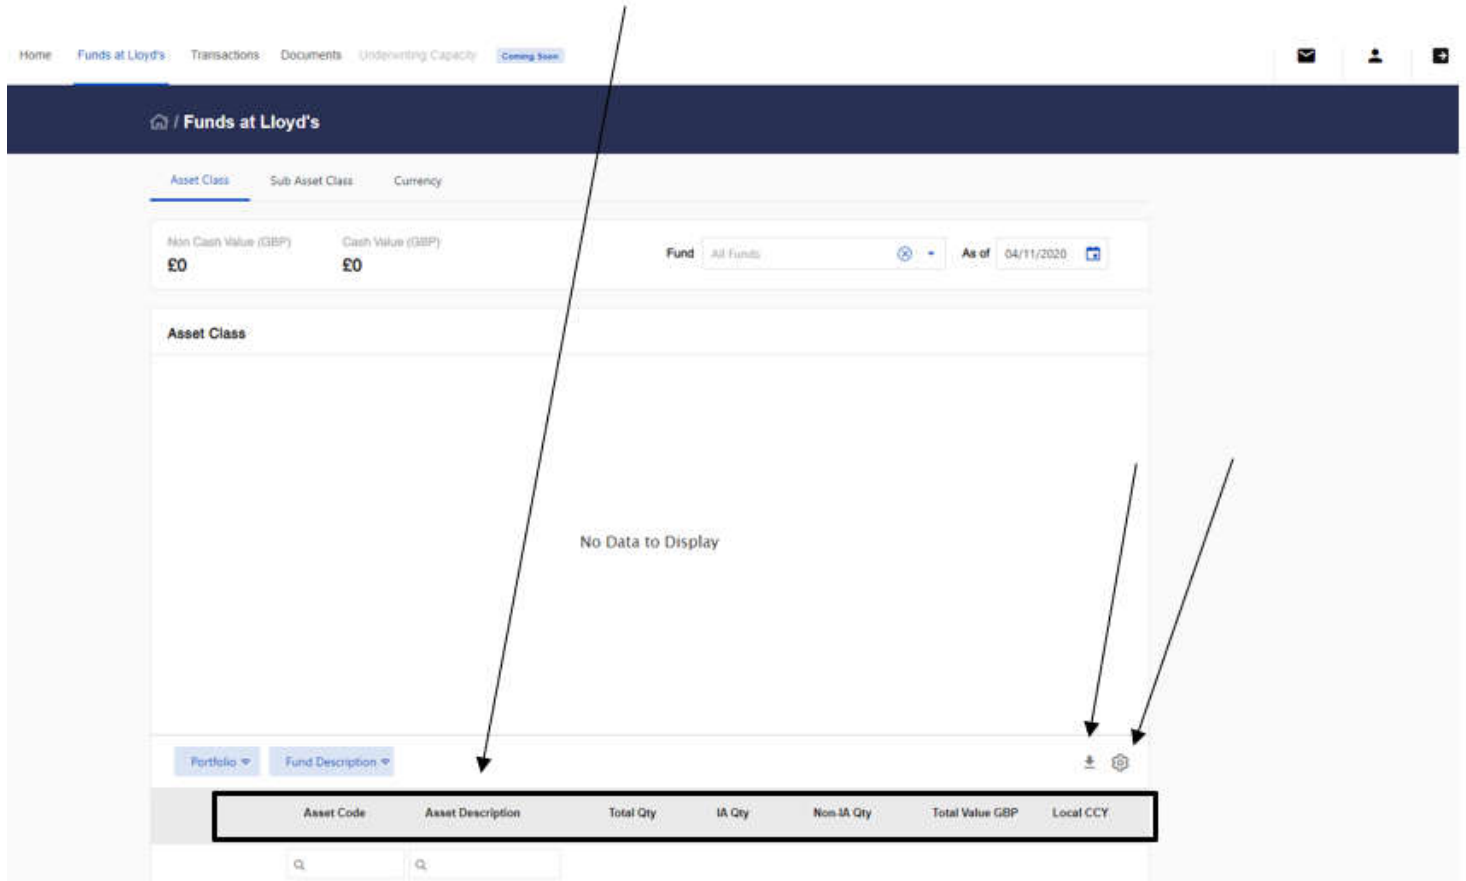 Home Funds at Lloyd's Transactions Documents Underwriting Capacity Coming Soon
/ Funds at Lloyd's
Asset Class Sub Asset Class Currency
Non Cash Value (GBP) Cash Value (GBP)
£0 £0
Fund All Funds As of 04/11/2020
Asset Class
No Data to Display
Portfolio Fund Description
Asset Code Asset Description Total Qty IA Qty Non-IA Qty Total Value GBP Local CCY